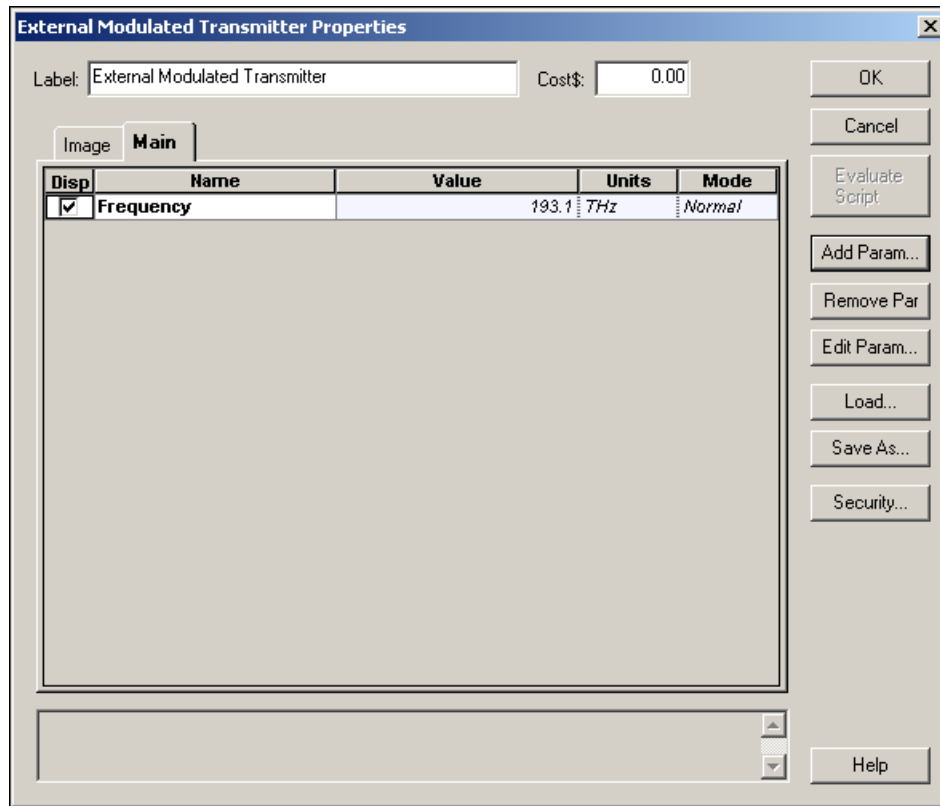 External Modulated Transmitter Properties
Label: External Modulated Transmitter Cost$: 0.00
OK
Cancel
Image Main
Evaluate
Script
Disp Name Value Units Mode
Frequency 193.1 THz Normal
Add Param...
Remove Par
Edit Param...
Load...
Save As...
Security...
Help